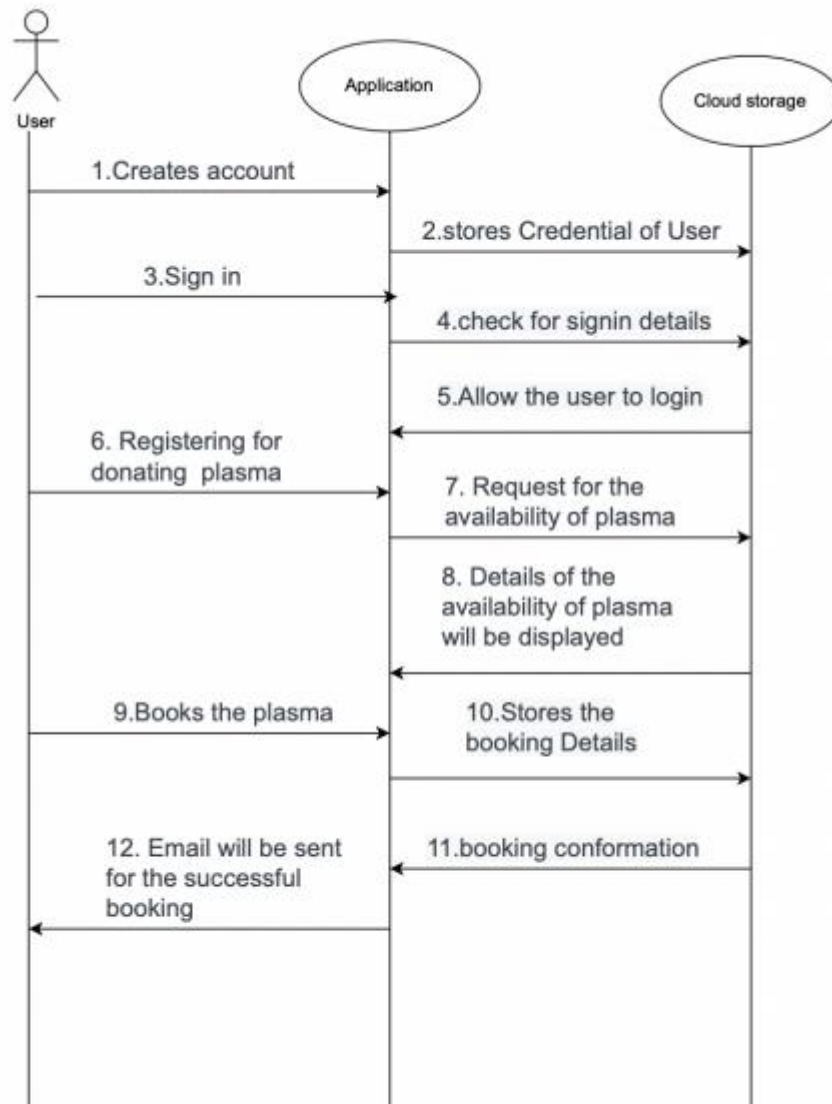 User
Application
Cloud storage
1.Creates account
2.stores Credential of User
3.Sign in
4.check for signin details
5.Allow the user to login
6. Registering for
donating plasma
7. Request for the
availability of plasma
8. Details of the
availability of plasma
will be displayed
9.Books the plasma
10.Stores the
booking Details
11.booking conformation
12. Email will be sent
for the successful
booking